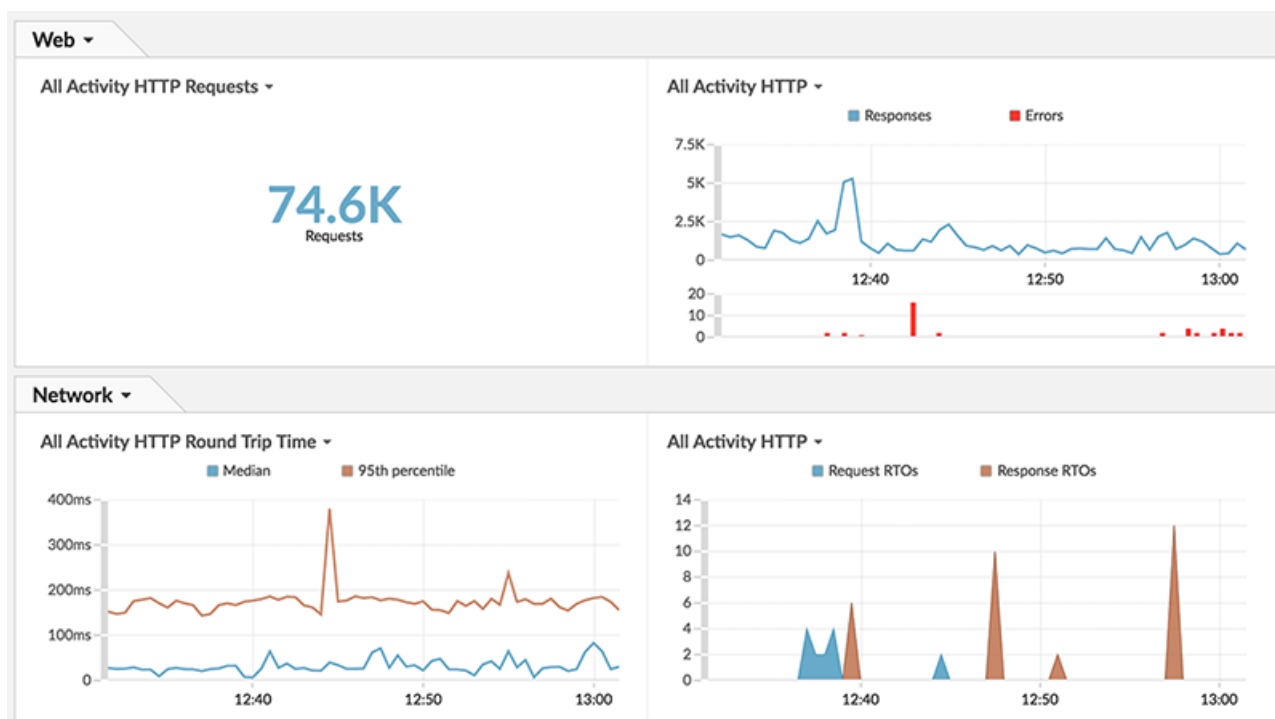 Web
All Activity HTTP Requests
74.6K
Requests
All Activity HTTP
Responses Errors
7.5K
5K
2.5K
0
12:40 12:50 13:00
20
10
0
Network
All Activity HTTP Round Trip Time
Median 95th percentile
400ms
300ms
200ms
100ms
0
12:40 12:50 13:00
All Activity HTTP
Request RTOs Response RTOs
14
12
10
8
6
4
2
0
12:40 12:50 13:00